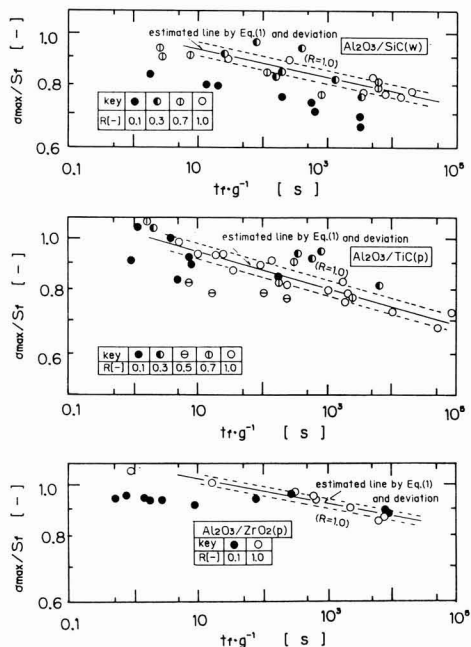 1.0
0.8
0.6
σmax/Sf [-]
estimated line by Eq.(1) and deviation
(R=1.0)
Al2O3/SiC(w)
key
R[-] 0.1 0.3 0.7 1.0
0.1 10 10³ 10⁵
tf·g⁻¹ [s]
1.0
0.8
σmax/Sf [-]
estimated line by Eq.(1) and deviation
(R=1.0)
Al2O3/TiC(p)
key
R[-] 0.1 0.3 0.5 0.7 1.0
0.1 10 10³ 10⁵
tf·g⁻¹ [s]
1.0
0.8
0.6
σmax/Sf [-]
estimated line by Eq.(1)
and deviation
(R=1.0)
Al2O3/ZrO2(p)
key
R[-] 0.1 1.0
0.1 10 10³ 10⁵
tf·g⁻¹ [s]